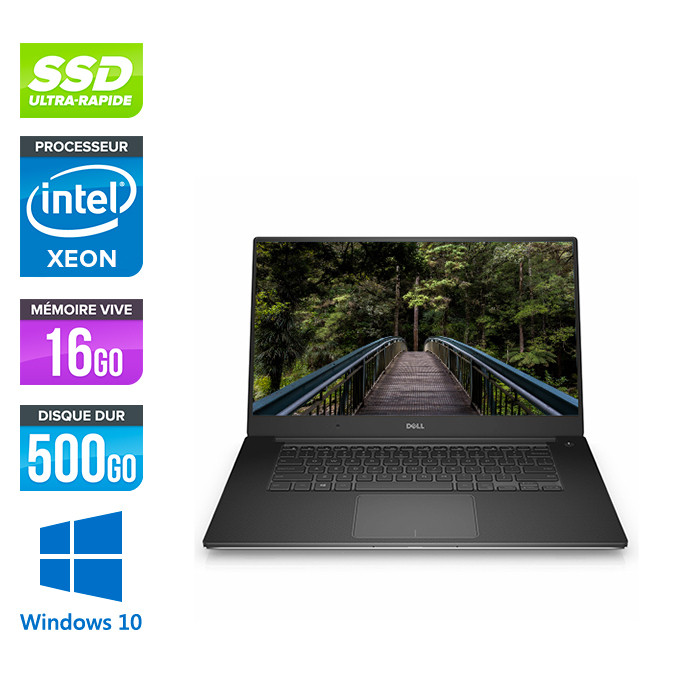 SSD
ULTRA-RAPIDE
PROCESSEUR
intel
XEON
MÉMOIRE VIVE
16GO
DISQUE DUR
500GO
Windows 10
DELL